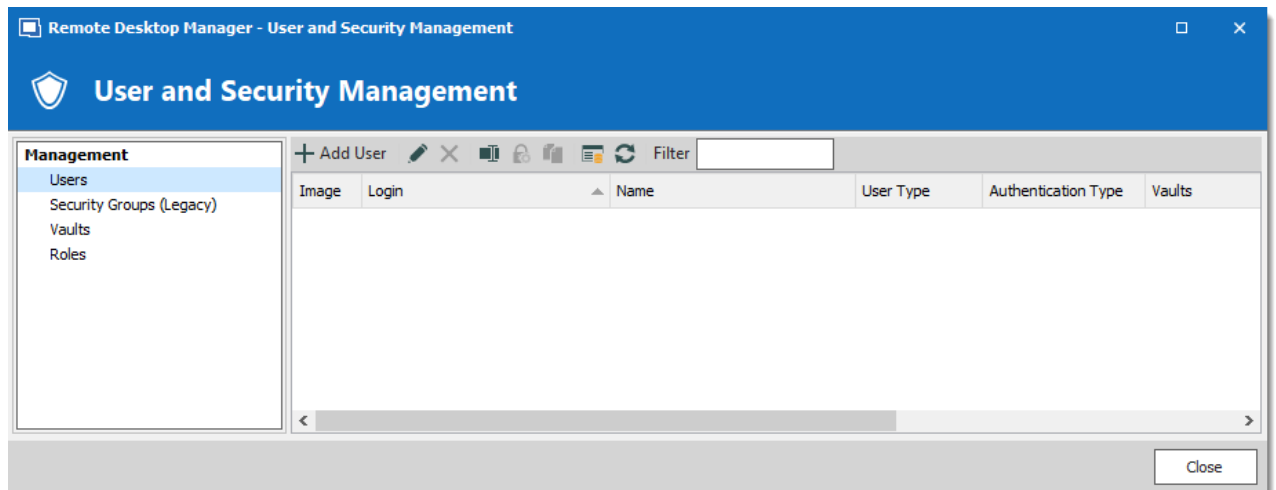 Remote Desktop Manager - User and Security Management
User and Security Management
Management
Users
Security Groups (Legacy)
Vaults
Roles
Add User Filter
Image Login Name User Type Authentication Type Vaults
Close